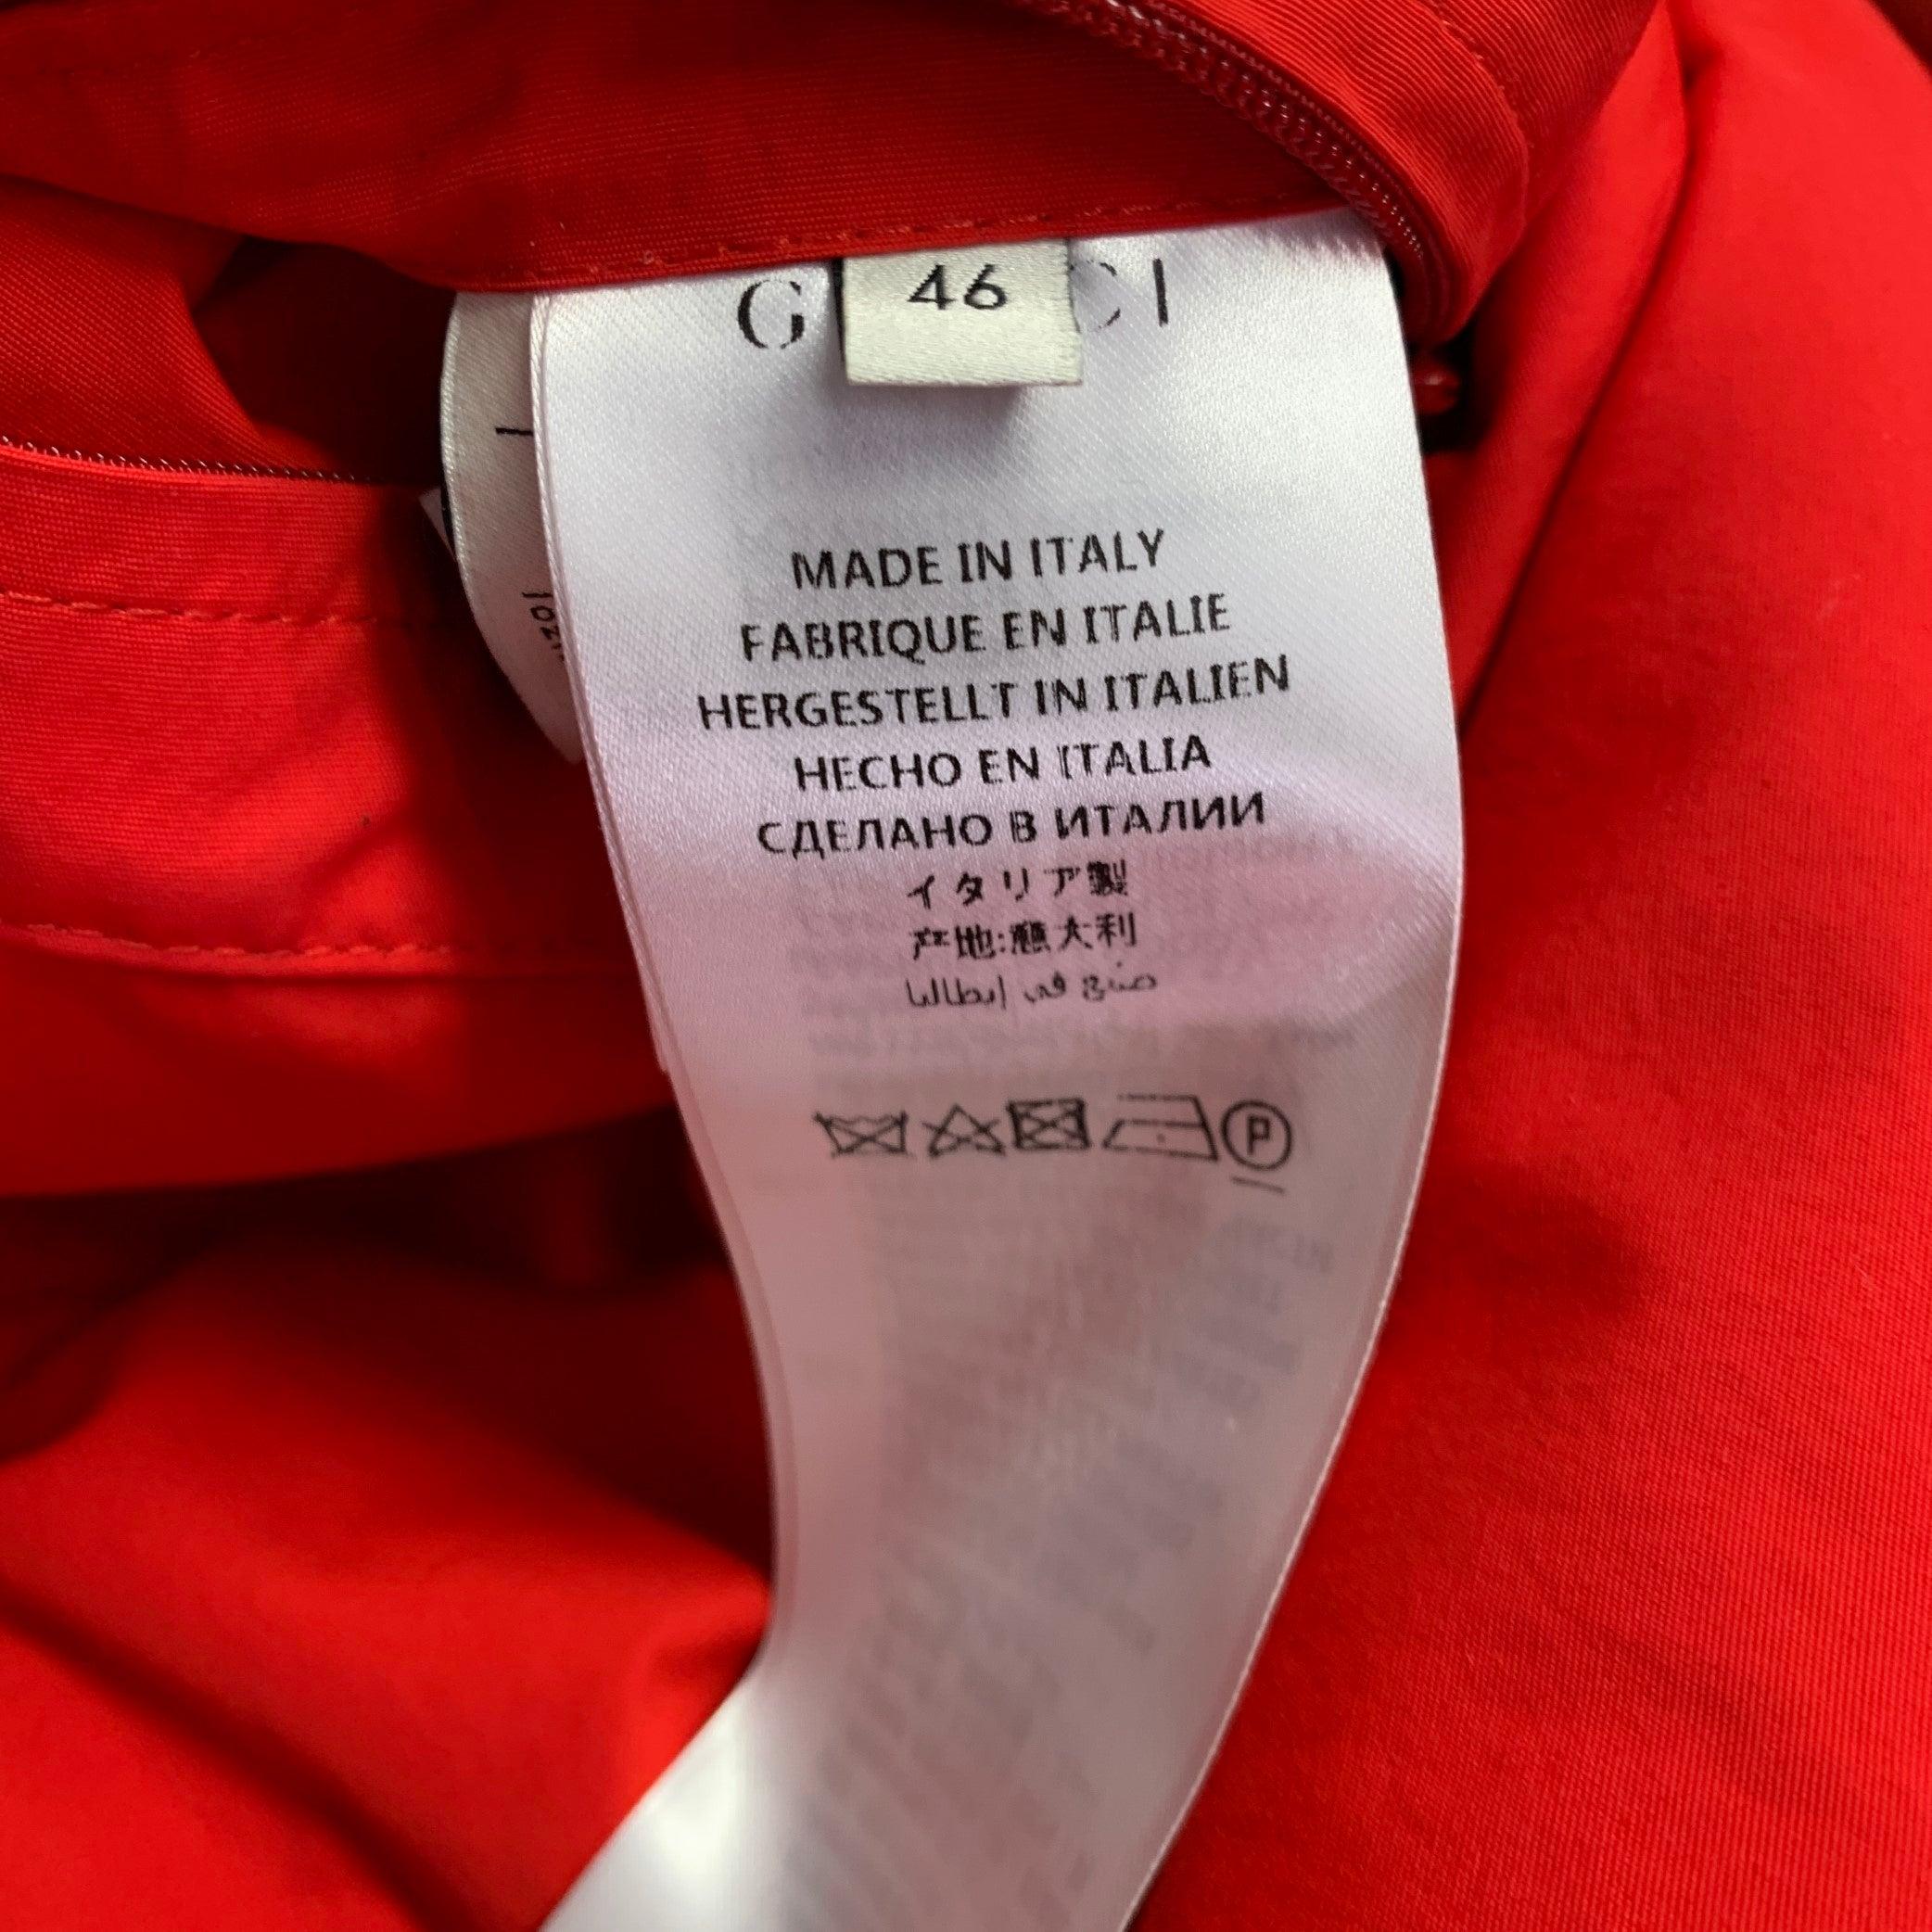 46
MADE IN ITALY
FABRIQUE EN ITALIE
HERGESTELLT IN ITALIEN
HECHO EN ITALIA
СДЕЛАНО В ИТАЛИИ
イタリア製
产地:意大利
صنع في إيطاليا
P